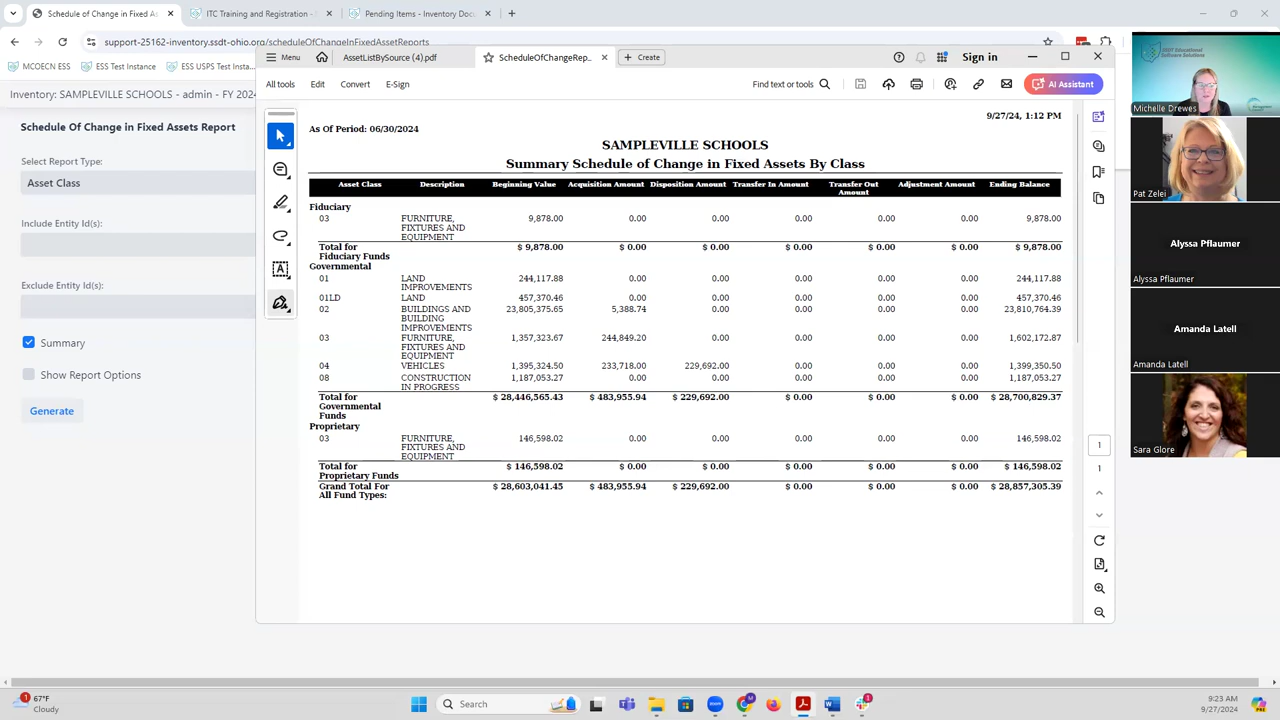 Schedule of Change in Fixed As
ITC Training and Registration -
Pending Items - Inventory Docu
support-25162-inventory.ssdt-ohio.org/scheduleOfChangeInFixedAssetReports
MCOECN ESS
ESS Test Instance
ESS USPS Test Instance
Menu
AssetListBySource (4).pdf
ScheduleOfChangeRep...
Create
Sign in
All tools
Edit
Convert
E-Sign
Find text or tools
AI Assistant
Inventory: SAMPLEVILLE SCHOOLS - admin - FY 2024
Schedule Of Change in Fixed Assets Report
Select Report Type:
Asset Class
Include Entity Id(s):
Exclude Entity Id(s):
Summary
Show Report Options
Generate
9/27/24, 1:12 PM
As Of Period: 06/30/2024
SAMPLEVILLE SCHOOLS
Summary Schedule of Change in Fixed Assets By Class
Asset Class Description Beginning Value Acquisition Amount Disposition Amount Transfer In Amount Transfer Out Adjustment Amount Ending Balance
Amount
Fiduciary
03 FURNITURE, 9,878.00 0.00 0.00 0.00 0.00 0.00 9,878.00
FIXTURES AND
EQUIPMENT
Total for $ 9,878.00 $ 0.00 $ 0.00 $ 0.00 $ 0.00 $ 0.00 $ 9,878.00
Fiduciary Funds
Governmental
01 LAND 244,117.88 0.00 0.00 0.00 0.00 0.00 244,117.88
IMPROVEMENTS
01LD LAND 457,370.46 0.00 0.00 0.00 0.00 0.00 457,370.46
02 BUILDINGS AND 23,805,375.65 5,388.74 0.00 0.00 0.00 0.00 23,810,764.39
BUILDING
IMPROVEMENTS
03 FURNITURE, 1,357,323.67 244,849.20 0.00 0.00 0.00 0.00 1,602,172.87
FIXTURES AND
EQUIPMENT
04 VEHICLES 1,395,324.50 233,718.00 229,692.00 0.00 0.00 0.00 1,399,350.50
08 CONSTRUCTION 1,187,053.27 0.00 0.00 0.00 0.00 0.00 1,187,053.27
IN PROGRESS
Total for $ 28,446,565.43 $ 483,955.94 $ 229,692.00 $ 0.00 $ 0.00 $ 0.00 $ 28,700,829.37
Governmental
Funds
Proprietary
03 FURNITURE, 146,598.02 0.00 0.00 0.00 0.00 0.00 146,598.02
FIXTURES AND
EQUIPMENT
Total for $ 146,598.02 $ 0.00 $ 0.00 $ 0.00 $ 0.00 $ 0.00 $ 146,598.02
Proprietary Funds
Grand Total For $ 28,603,041.45 $ 483,955.94 $ 229,692.00 $ 0.00 $ 0.00 $ 0.00 $ 28,857,305.39
All Fund Types:
1
1
Michelle Drewes
Pat Zelei
Alyssa Pflaumer
Alyssa Pflaumer
Amanda Latell
Amanda Latell
Sara Glore
1
67°F
Cloudy
Search
zoom
1
9:23 AM
9/27/2024